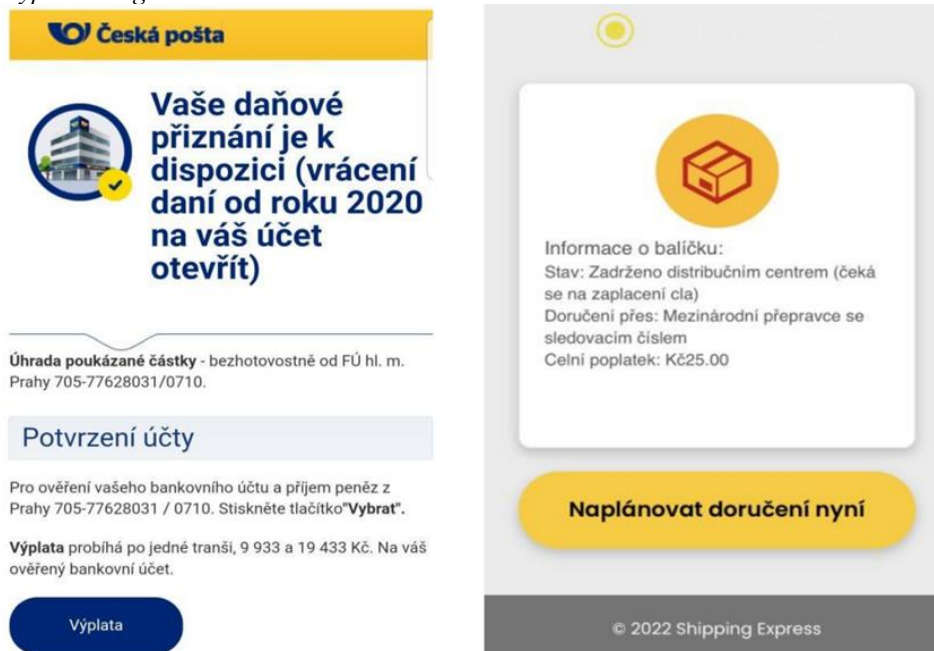 Česká pošta
Vaše daňové
přiznání je k
dispozici (vrácení
daní od roku 2020
na váš účet
otevřít)
Úhrada poukázané částky - bezhotovostně od FÚ hl. m.
Prahy 705-77628031/0710.
Potvrzení účty
Pro ověření vašeho bankovního účtu a příjem peněz z
Prahy 705-77628031 / 0710. Stiskněte tlačítko"Vybrat".
Výplata probíhá po jedné tranši, 9 933 a 19 433 Kč. Na váš
ověřený bankovní účet.
Výplata
Informace o balíčku:
Stav: Zadrženo distribučním centrem (čeká
se na zaplacení cla)
Doručení přes: Mezinárodní přepravce se
sledovacím číslem
Celní poplatek: Kč25.00
Naplánovat doručení nyní
© 2022 Shipping Express